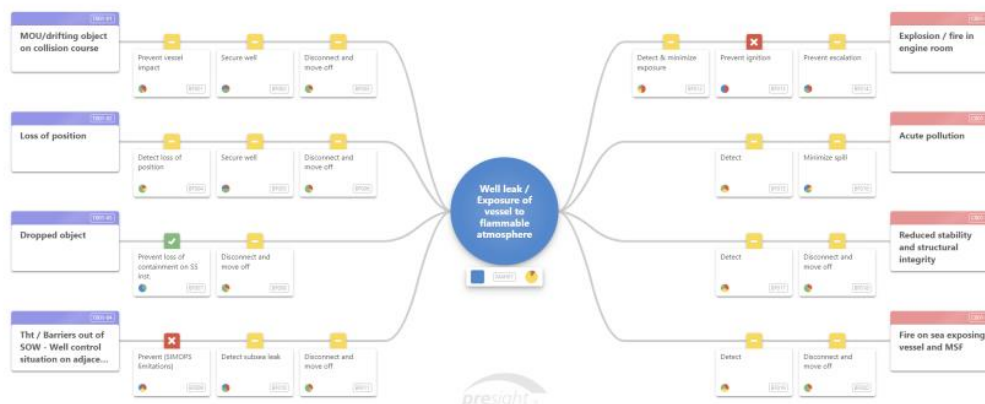 MOU/drifting object
on collision course
Prevent vessel
impact
Secure well
Disconnect and
move off
Loss of position
Detect loss of
position
Secure well
Disconnect and
move off
Dropped object
Prevent loss of
containment on SS
inst.
Disconnect and
move off
Tht / Barriers out of
SOW - Well control
situation on adjace...
Prevent (SIMOPS
limitations)
Detect subsea leak
Disconnect and
move off
Well leak /
Exposure of
vessel to
flammable
atmosphere
Detect & minimize
exposure
Prevent ignition
Prevent escalation
Explosion / fire in
engine room
Detect
Minimize spill
Acute pollution
Detect
Disconnect and
move off
Reduced stability
and structural
integrity
Detect
Disconnect and
move off
Fire on sea exposing
vessel and MSF
presight